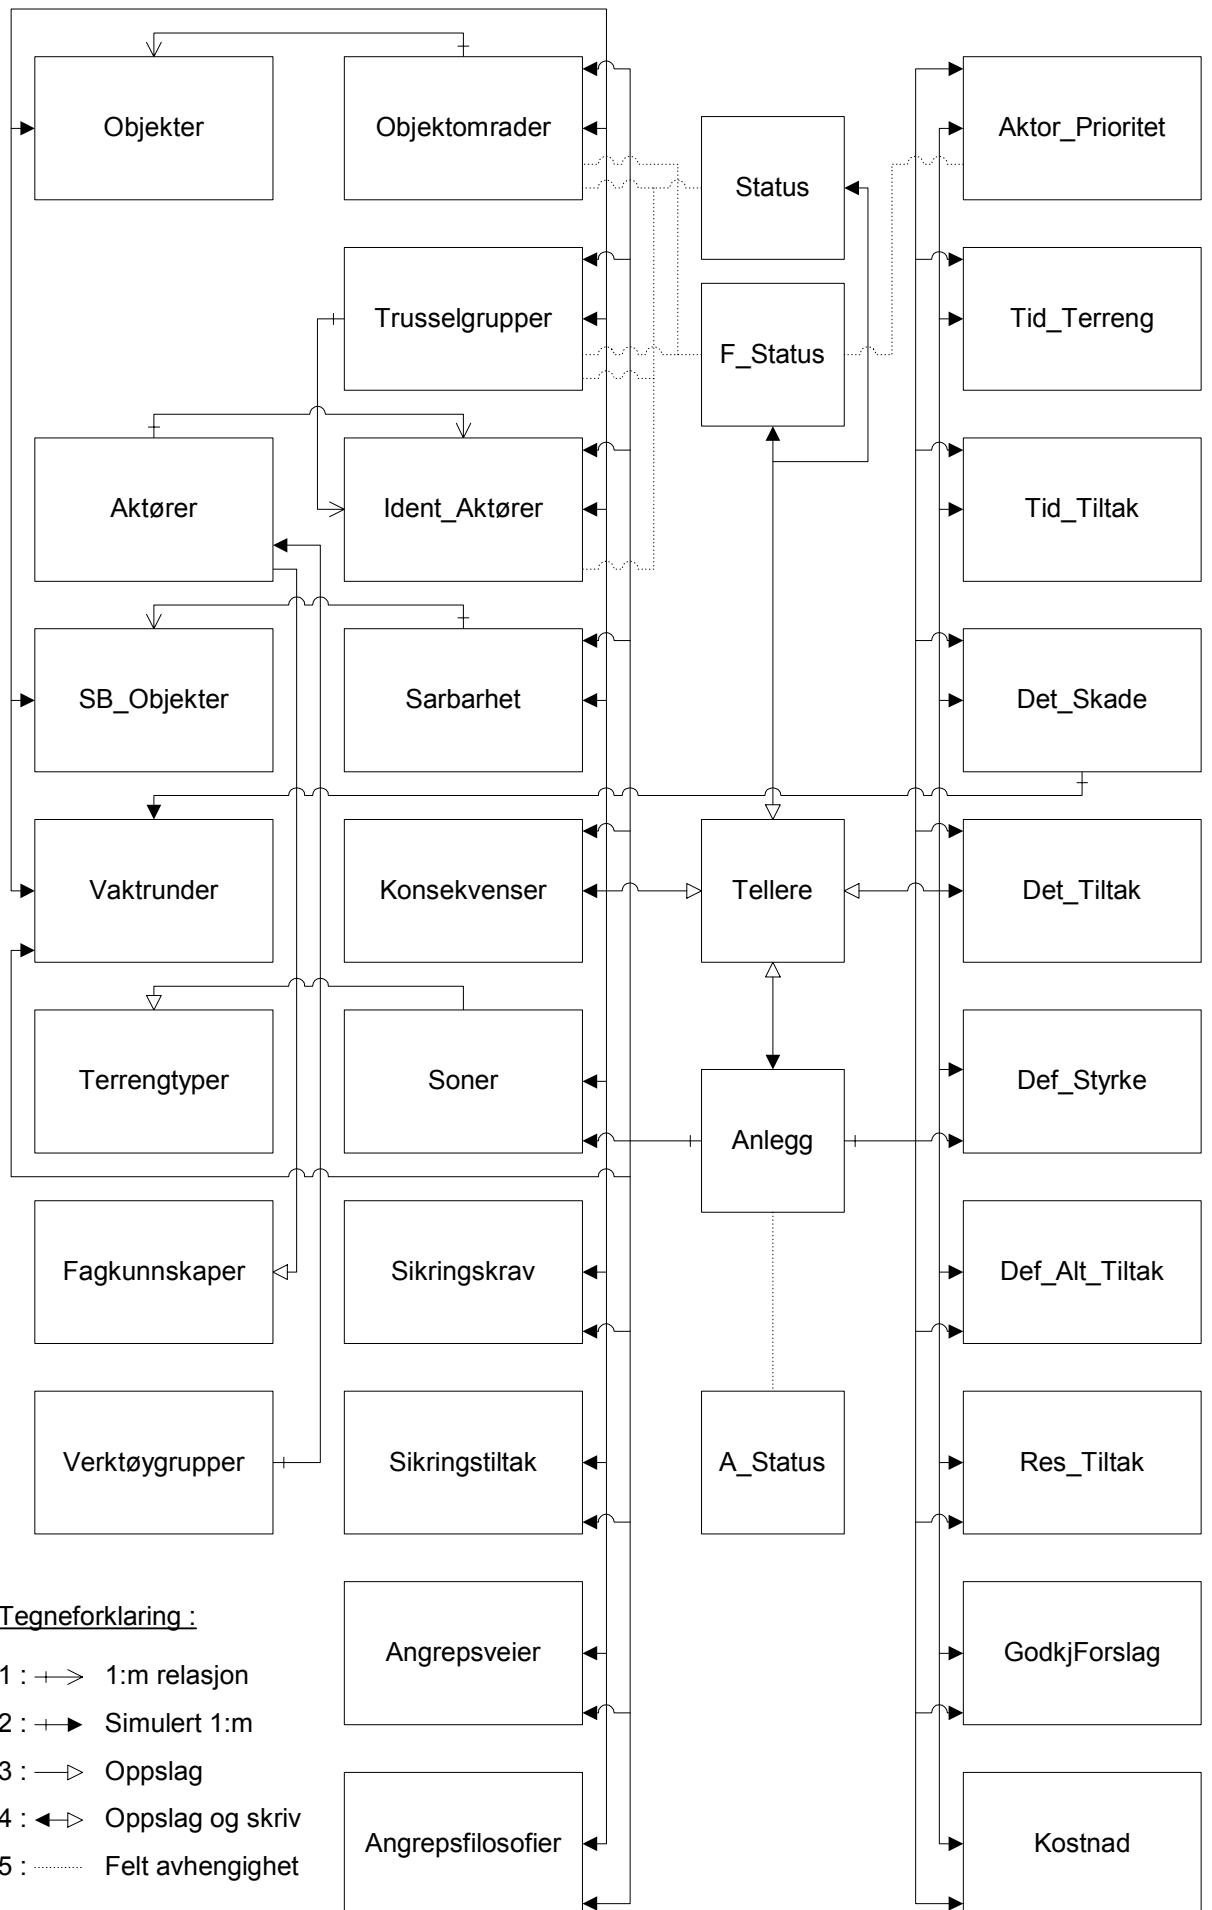 Objekter
Objektomrader
Status
Aktor_Prioritet
Trusselgrupper
F_Status
Tid_Terreng
Aktører
Ident_Aktører
Tid_Tiltak
SB_Objekter
Sarbarhet
Det_Skade
Vaktrunder
Konsekvenser
Tellere
Det_Tiltak
Terrengtyper
Soner
Anlegg
Def_Styrke
Fagkunnskaper
Sikringskrav
Def_Alt_Tiltak
Verktøygrupper
Sikringstiltak
A_Status
Res_Tiltak
Angrepsveier
GodkjForslag
Angrepsfilosofier
Kostnad
Tegneforklaring :
1 : 1:m relasjon
2 : Simulert 1:m
3 : Oppslag
4 : Oppslag og skriv
5 : Felt avhengighet